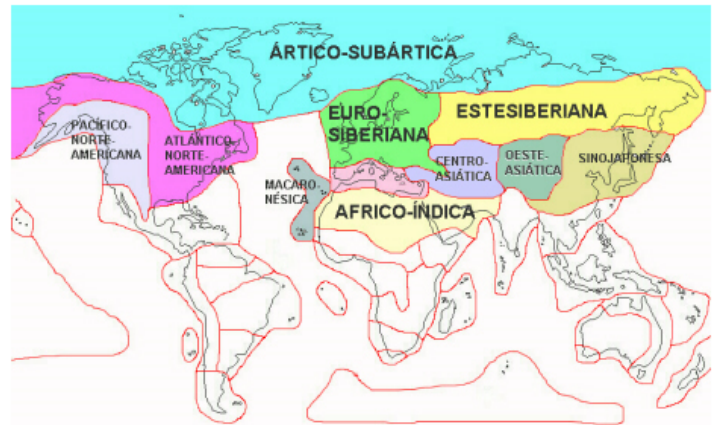 ÁRTICO-SUBÁRTICA
EURO-
SIBERIANA
ESTESIBERIANA
PACÍFICO-
NORTE-
AMERICANA
ATLÁNTICO-
NORTE-
AMERICANA
MACARO-
NÉSICA
CENTRO-
ASIÁTICA
OESTE-
ASIÁTICA
SINOJAPONESA
AFRICO-ÍNDICA